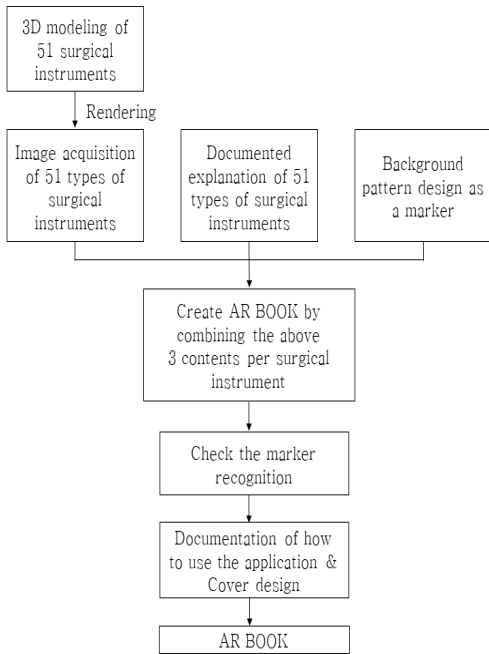 3D modeling of
51 surgical
instruments
Rendering
Image acquisition
of 51 types of
surgical
instruments
Documented
explanation of 51
types of surgical
instruments
Background
pattern design as
a marker
Create AR BOOK by
combining the above
3 contents per surgical
instrument
Check the marker
recognition
Documentation of how
to use the application &
Cover design
AR BOOK